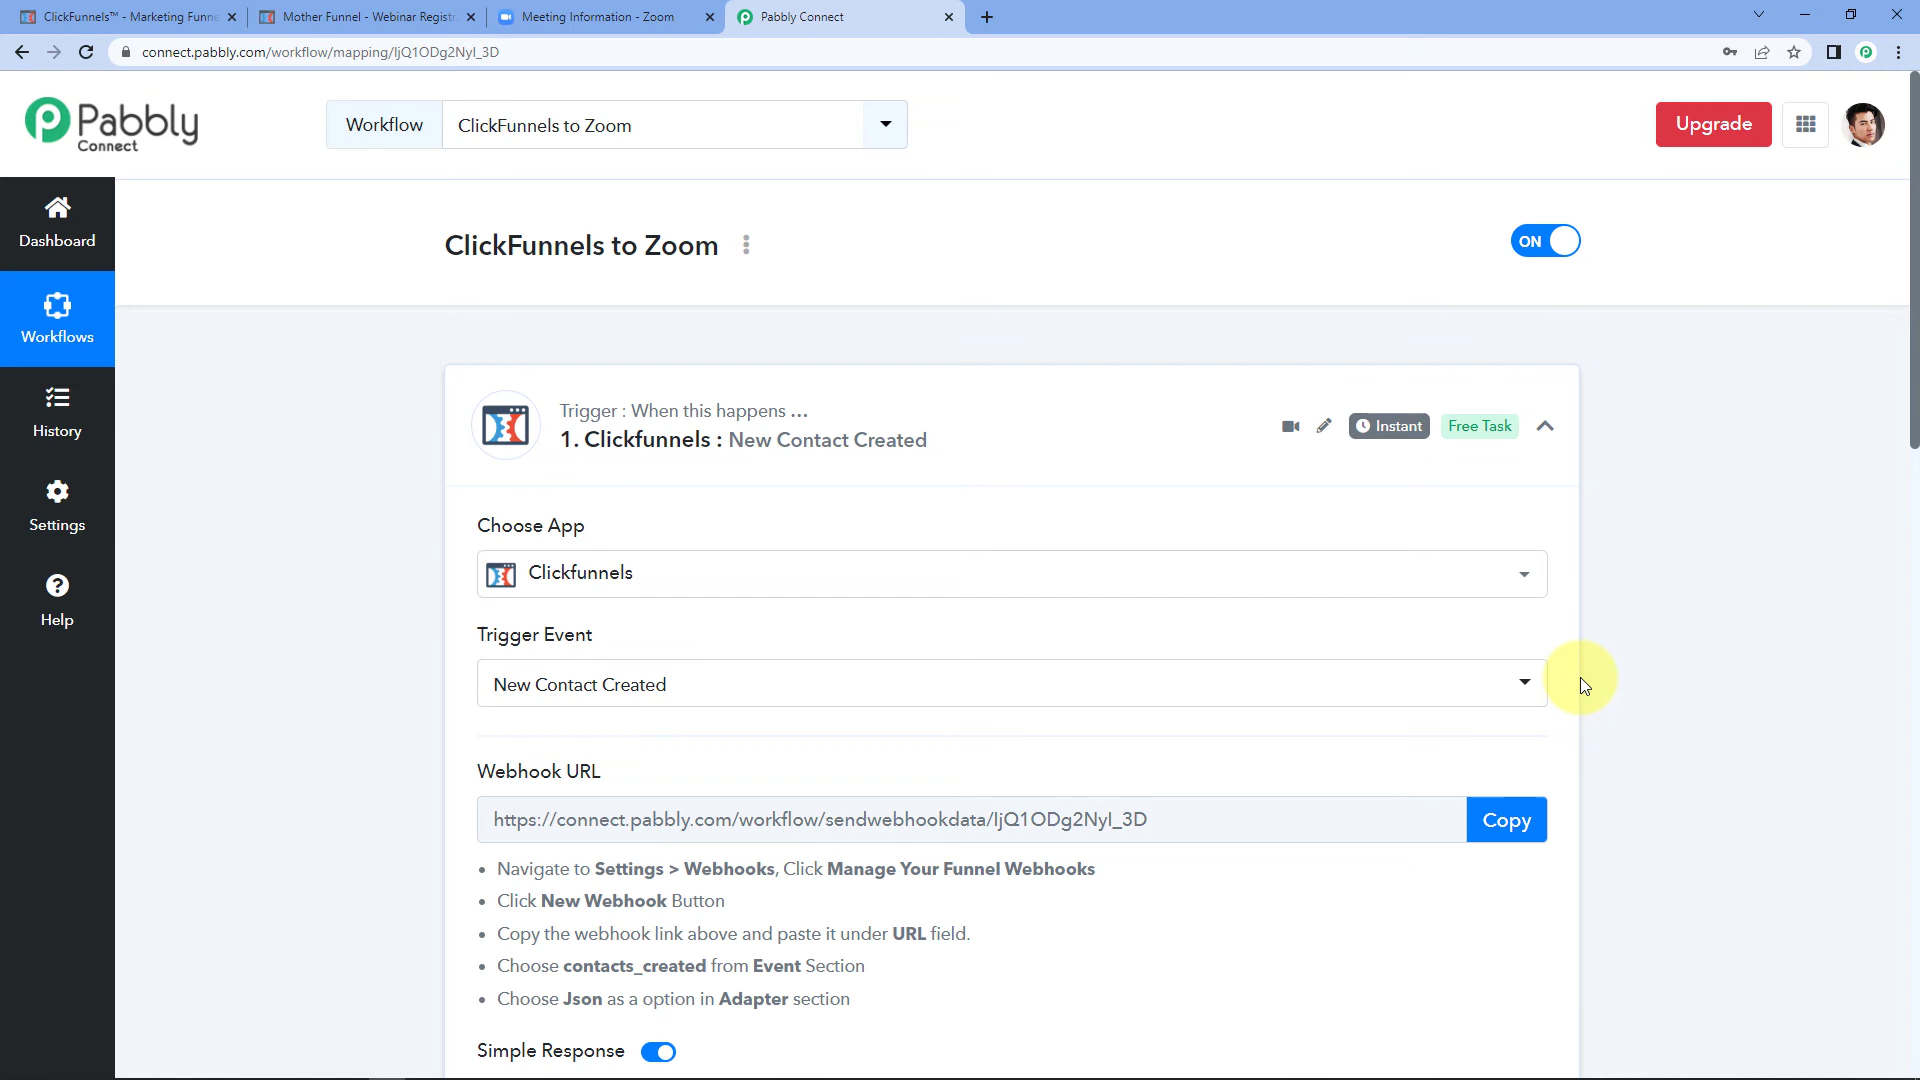 ClickFunnels™ - Marketing Funne
Mother Funnel - Webinar Registr
Meeting Information - Zoom
Pabbly Connect
connect.pabbly.com/workflow/mapping/IjQ1ODg2NyI_3D
Pabbly
Connect
Workflow
ClickFunnels to Zoom
Upgrade
Dashboard
Workflows
History
Settings
Help
ClickFunnels to Zoom
ON
Trigger : When this happens ...
1. Clickfunnels : New Contact Created
Instant
Free Task
Choose App
Clickfunnels
Trigger Event
New Contact Created
Webhook URL
https://connect.pabbly.com/workflow/sendwebhookdata/IjQ1ODg2NyI_3D
Copy
• Navigate to Settings > Webhooks, Click Manage Your Funnel Webhooks
• Click New Webhook Button
• Copy the webhook link above and paste it under URL field.
• Choose contacts_created from Event Section
• Choose Json as a option in Adapter section
Simple Response